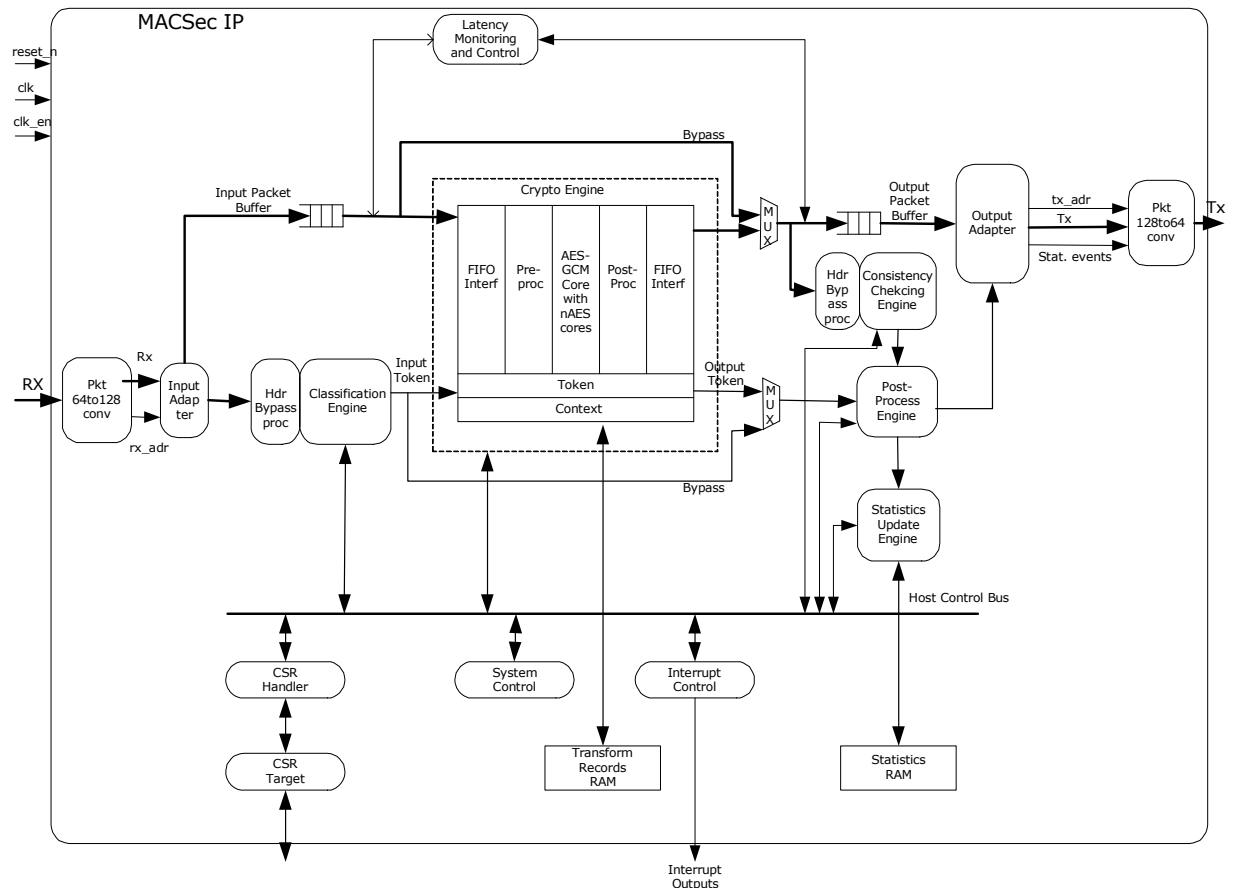 MACSec IP
reset_n
clk
clk_en
Latency
Monitoring
and Control
Bypass
Input Packet
Buffer
Crypto Engine
FIFO
Interf
Pre-
proc
AES-
GCM
Core
with
nAES
cores
Post-
Proc
FIFO
Interf
Token
Context
M
U
X
Output
Packet
Buffer
Output
Adapter
tx_adr
Tx
Stat. events
Pkt
128to64
conv
Tx
Hdr
Byp
ass
proc
Consistency
Chekcing
Engine
RX
Pkt
64to128
conv
Rx
rx_adr
Input
Adap
ter
Hdr
Bypass
proc
Classification
Engine
Input
Token
Output
Token
M
U
X
Bypass
Post-
Process
Engine
Statistics
Update
Engine
Host Control Bus
CSR
Handler
System
Control
Interrupt
Control
CSR
Target
Transform
Records
RAM
Statistics
RAM
Interrupt
Outputs